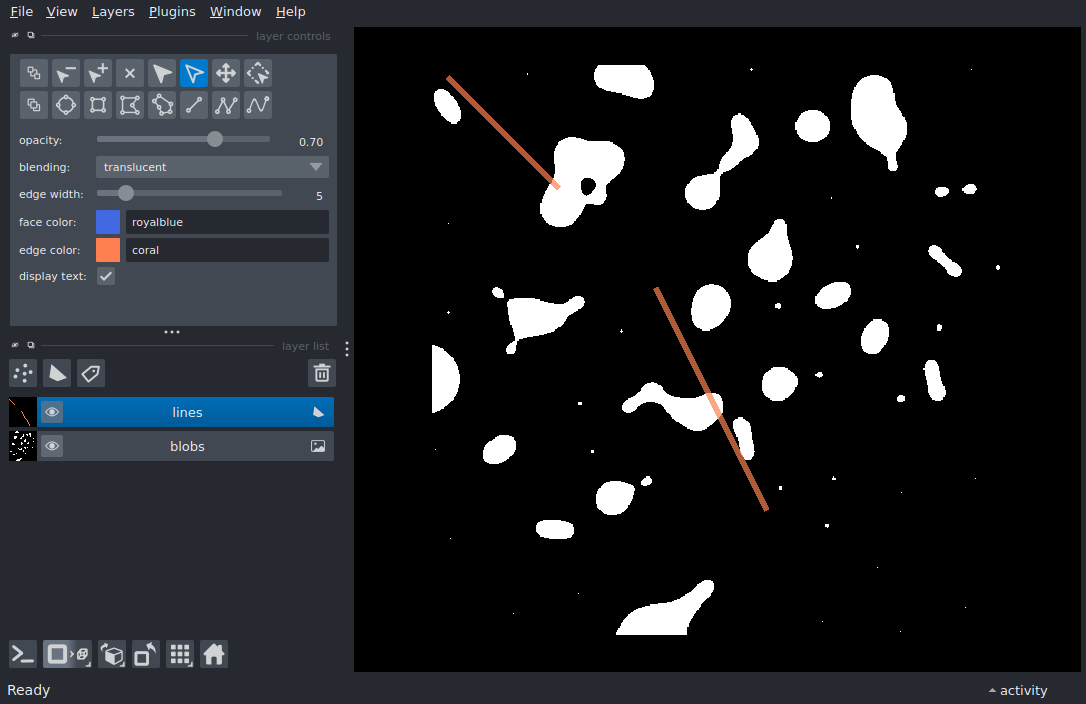 File View Layers Plugins Window Help
layer controls
opacity: 0.70
blending: translucent
edge width: 5
face color: royalblue
edge color: coral
display text:
layer list
lines
blobs
Ready
activity